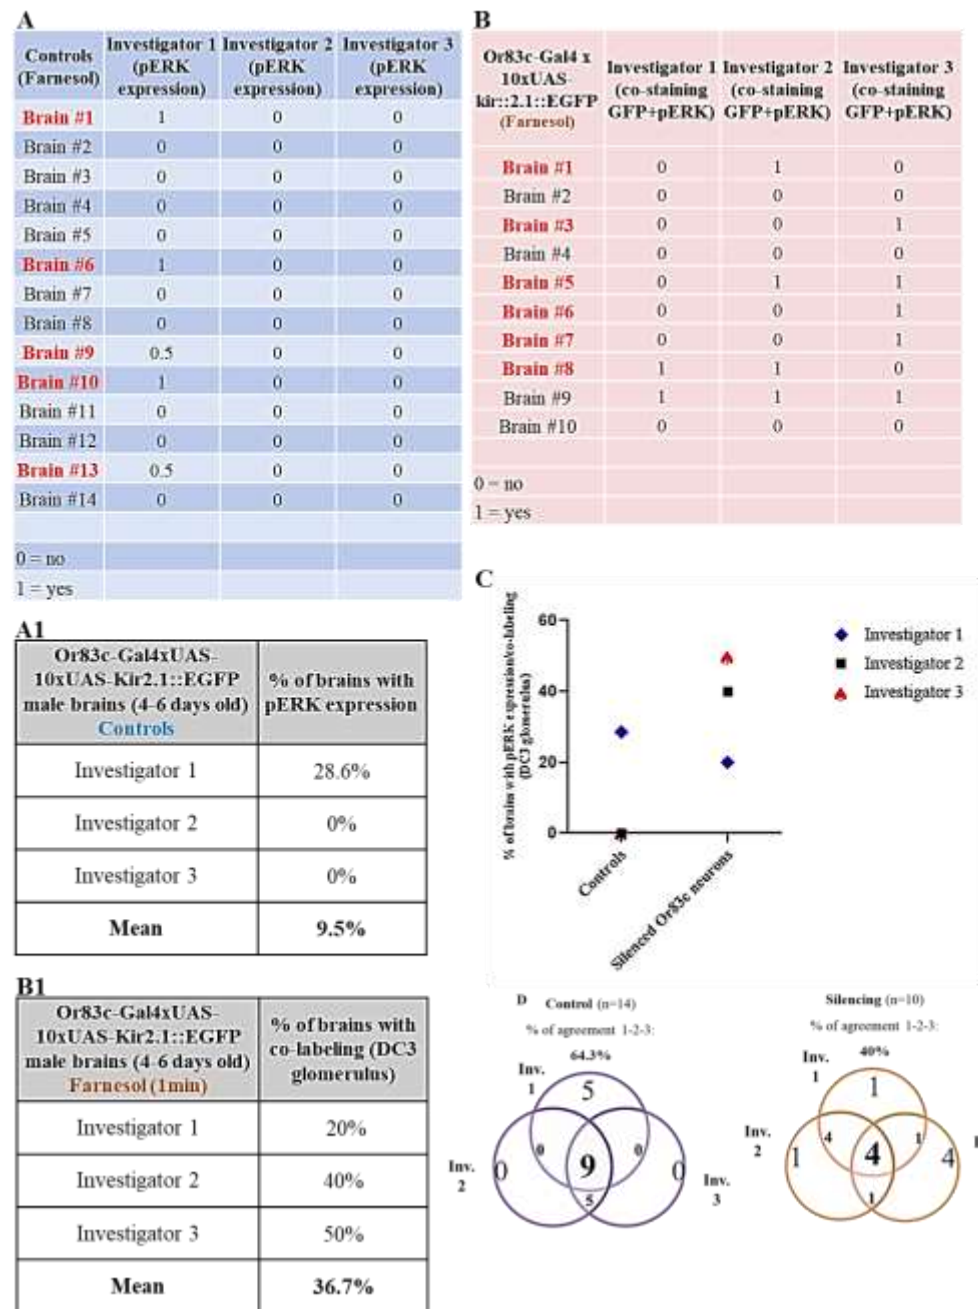 A
Controls (Farnesol) Investigator 1 (pERK expression) Investigator 2 (pERK expression) Investigator 3 (pERK expression)
Brain #1 1 0 0
Brain #2 0 0 0
Brain #3 0 0 0
Brain #4 0 0 0
Brain #5 0 0 0
Brain #6 1 0 0
Brain #7 0 0 0
Brain #8 0 0 0
Brain #9 0.5 0 0
Brain #10 1 0 0
Brain #11 0 0 0
Brain #12 0 0 0
Brain #13 0.5 0 0
Brain #14 0 0 0
0 = no
1 = yes
B
Or83c-Gal4 x 10xUAS-kir::2.1::EGFP (Farnesol) Investigator 1 (co-staining GFP+pERK) Investigator 2 (co-staining GFP+pERK) Investigator 3 (co-staining GFP+pERK)
Brain #1 0 1 0
Brain #2 0 0 0
Brain #3 0 0 1
Brain #4 0 0 0
Brain #5 0 1 1
Brain #6 0 0 1
Brain #7 0 0 1
Brain #8 1 1 0
Brain #9 1 1 1
Brain #10 0 0 0
0 = no
1 = yes
A1
Or83c-Gal4xUAS-10xUAS-Kir2.1::EGFP male brains (4-6 days old) Controls % of brains with pERK expression
Investigator 1 28.6%
Investigator 2 0%
Investigator 3 0%
Mean 9.5%
B1
Or83c-Gal4xUAS-10xUAS-Kir2.1::EGFP male brains (4-6 days old) Farnesol (1min) % of brains with co-labeling (DC3 glomerulus)
Investigator 1 20%
Investigator 2 40%
Investigator 3 50%
Mean 36.7%
C
% of brains with pERK expression/co-labeling
(DC3 glomerulus)
60
40
20
0
Controls
Silenced Or83c neurons
Investigator 1
Investigator 2
Investigator 3
D
Control (n=14)
% of agreement 1-2-3:
64.3%
Inv. 1
5
0
9
0
Inv. 2
0
5
0
Inv. 3
Silencing (n=10)
% of agreement 1-2-3:
40%
Inv. 1
1
Inv. 2
4
4
1
1
4
1
I